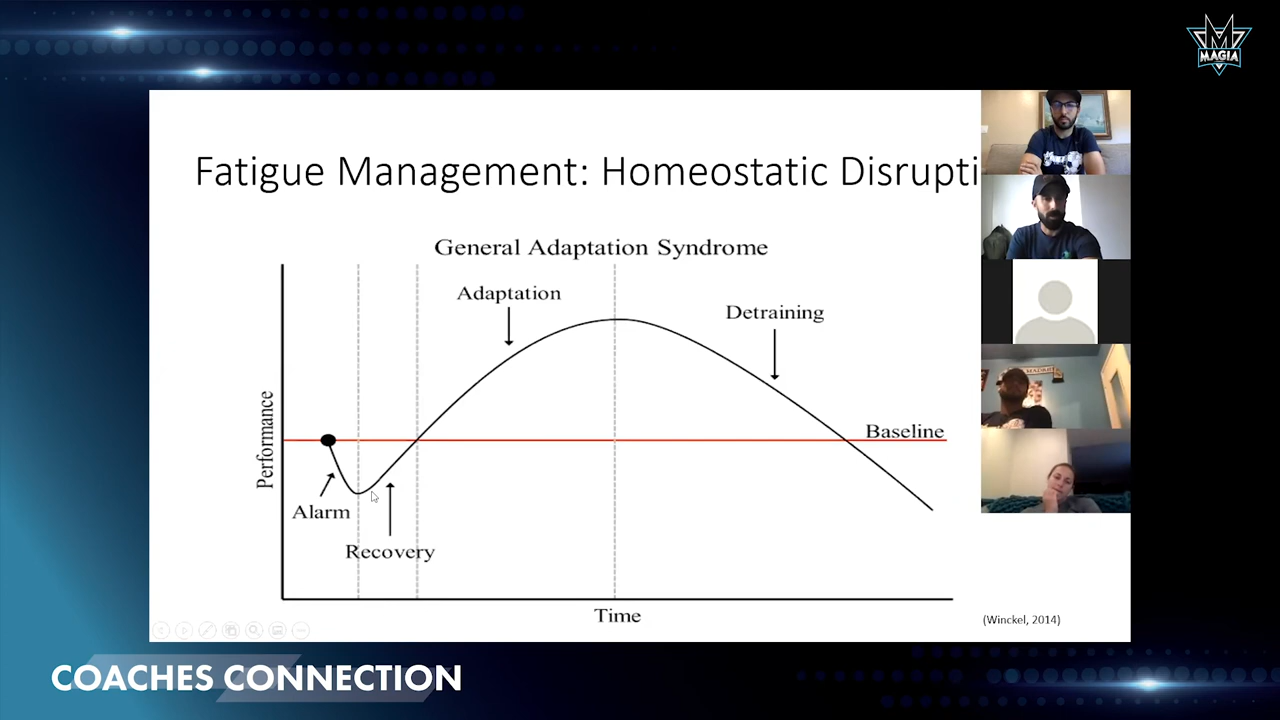 MAGIA
Fatigue Management: Homeostatic Disrupti
General Adaptation Syndrome
Adaptation
Detraining
Baseline
Performance
Alarm
Recovery
Time
(Winckel, 2014)
COACHES CONNECTION